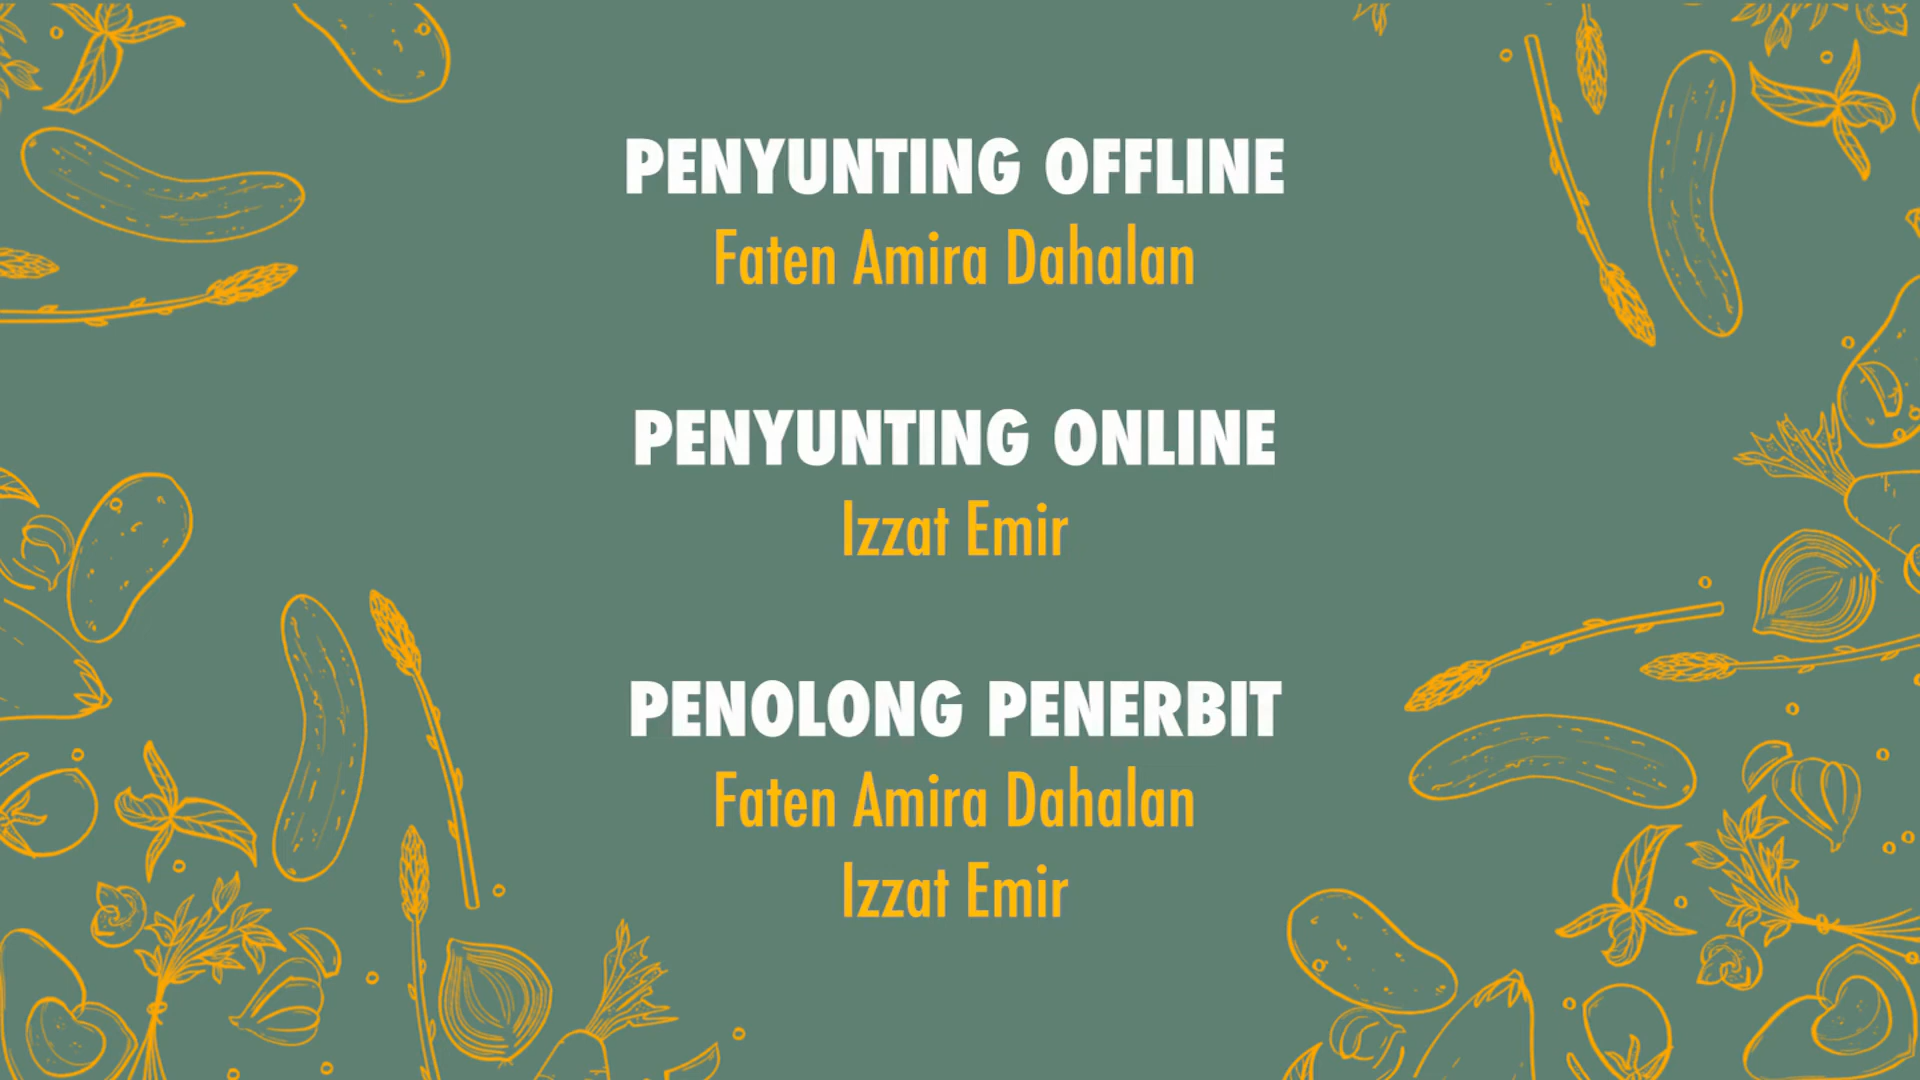 PENYUNTING OFFLINE
Faten Amira Dahalan
PENYUNTING ONLINE
Izzat Emir
PENOLONG PENERBIT
Faten Amira Dahalan
Izzat Emir